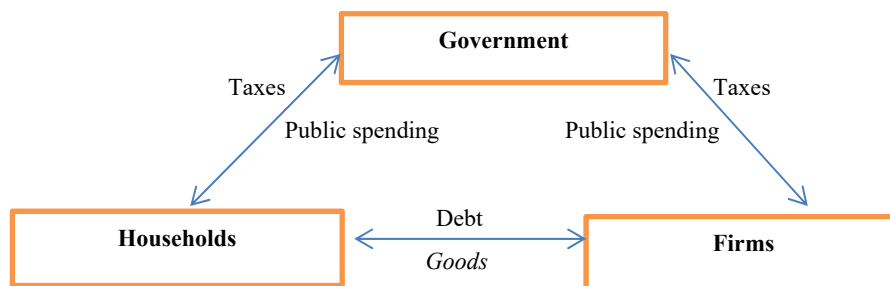 Government
Taxes
Taxes
Public spending
Public spending
Households
Debt
Firms
Goods